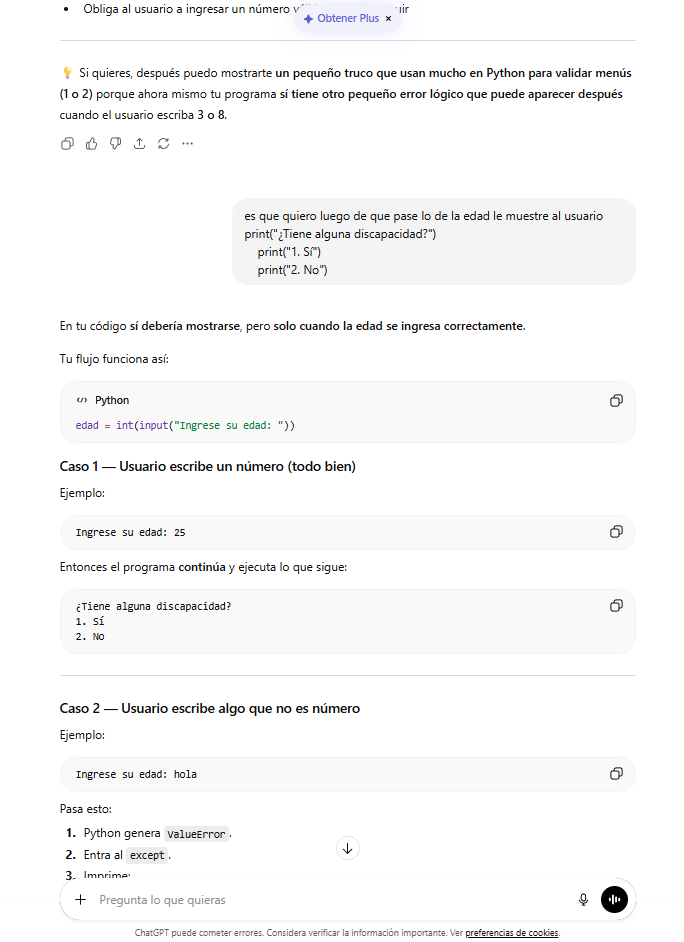 Obliga al usuario a ingresar un número
Obtener Plus ×
💡 Si quieres, después puedo mostrarte un pequeño truco que usan mucho en Python para validar menús
(1 o 2) porque ahora mismo tu programa sí tiene otro pequeño error lógico que puede aparecer después
cuando el usuario escriba 3 o 8.
es que quiero luego de que pase lo de la edad le muestre al usuario
print("¿Tiene alguna discapacidad?")
print("1. Sí")
print("2. No")
En tu código sí debería mostrarse, pero solo cuando la edad se ingresa correctamente.
Tu flujo funciona así:
Python
edad = int(input("Ingrese su edad: "))
Caso 1 — Usuario escribe un número (todo bien)
Ejemplo:
Ingrese su edad: 25
Entonces el programa continúa y ejecuta lo que sigue:
¿Tiene alguna discapacidad?
1. Sí
2. No
Caso 2 — Usuario escribe algo que no es número
Ejemplo:
Ingrese su edad: hola
Pasa esto:
1. Python genera ValueError.
2. Entra al except.
3. Imprime:
Pregunta lo que quieras
ChatGPT puede cometer errores. Considera verificar la información importante. Ver preferencias de cookies.